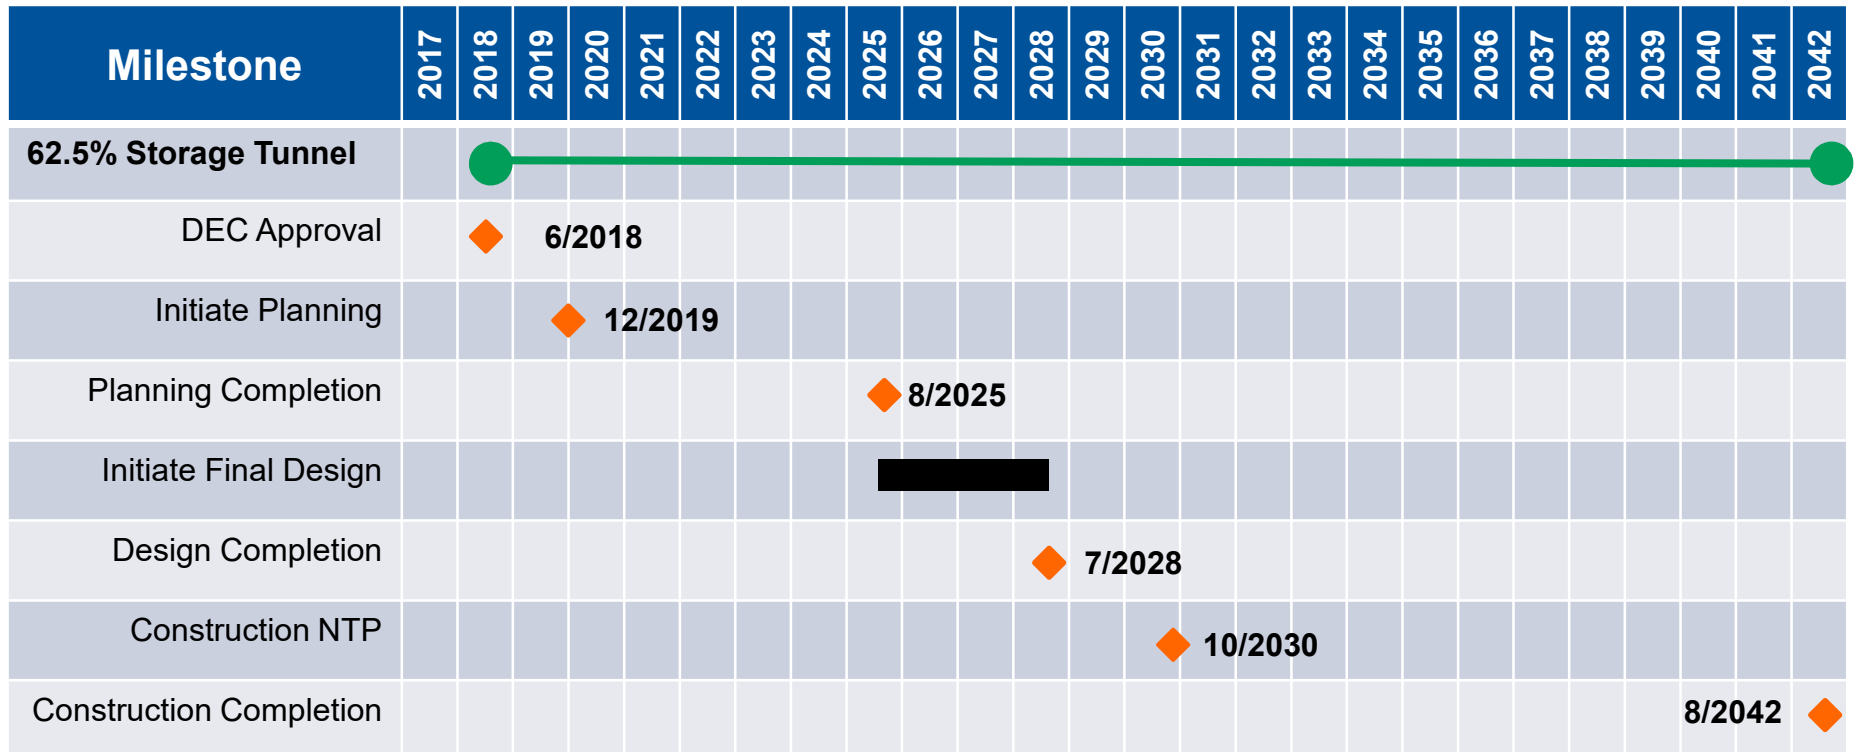 Milestone 2017 2018 2019 2020 2021 2022 2023 2024 2025 2026 2027 2028 2029 2030 2031 2032 2033 2034 2035 2036 2037 2038 2039 2040 2041 2042
62.5% Storage Tunnel
DEC Approval 6/2018
Initiate Planning 12/2019
Planning Completion 8/2025
Initiate Final Design
Design Completion 7/2028
Construction NTP 10/2030
Construction Completion 8/2042